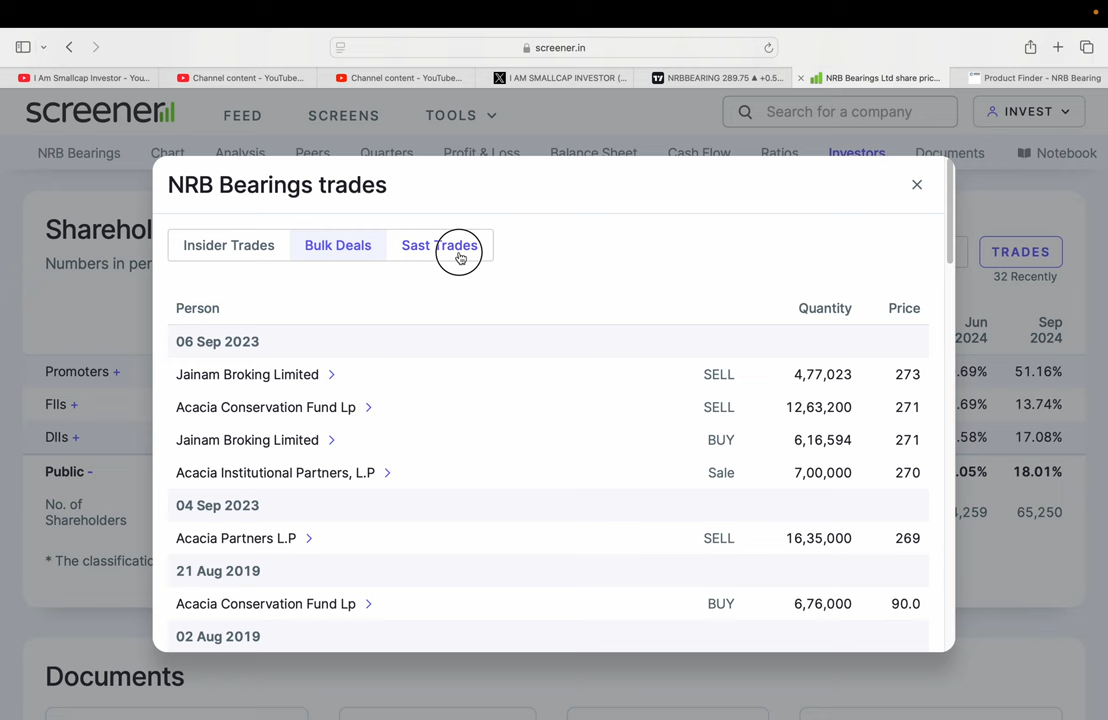 screener.in
I Am Smallcap Investor - You...
Channel content - YouTube...
Channel content - YouTube...
I AM SMALLCAP INVESTOR (...
NRBBEARING 289.75 ▲ +0.5...
NRB Bearings Ltd share pric...
Product Finder - NRB Bearing
screener
FEED
SCREENS
TOOLS
Search for a company
INVEST
NRB Bearings
Chart
Analysis
Peers
Quarters
Profit & Loss
Balance Sheet
Cash Flow
Ratios
Investors
Documents
Notebook
NRB Bearings trades
Insider Trades
Bulk Deals
Sast Trades
Person Quantity Price
06 Sep 2023
Jainam Broking Limited SELL 4,77,023 273
Acacia Conservation Fund Lp SELL 12,63,200 271
Jainam Broking Limited BUY 6,16,594 271
Acacia Institutional Partners, L.P Sale 7,00,000 270
04 Sep 2023
Acacia Partners L.P SELL 16,35,000 269
21 Aug 2019
Acacia Conservation Fund Lp BUY 6,76,000 90.0
02 Aug 2019
Numbers in per
TRADES
32 Recently
Jun 2024
Sep 2024
Promoters + .69% 51.16%
FIIs + .69% 13.74%
DIIs + .58% 17.08%
Public - .05% 18.01%
No. of
Shareholders ,259 65,250
* The
Documents